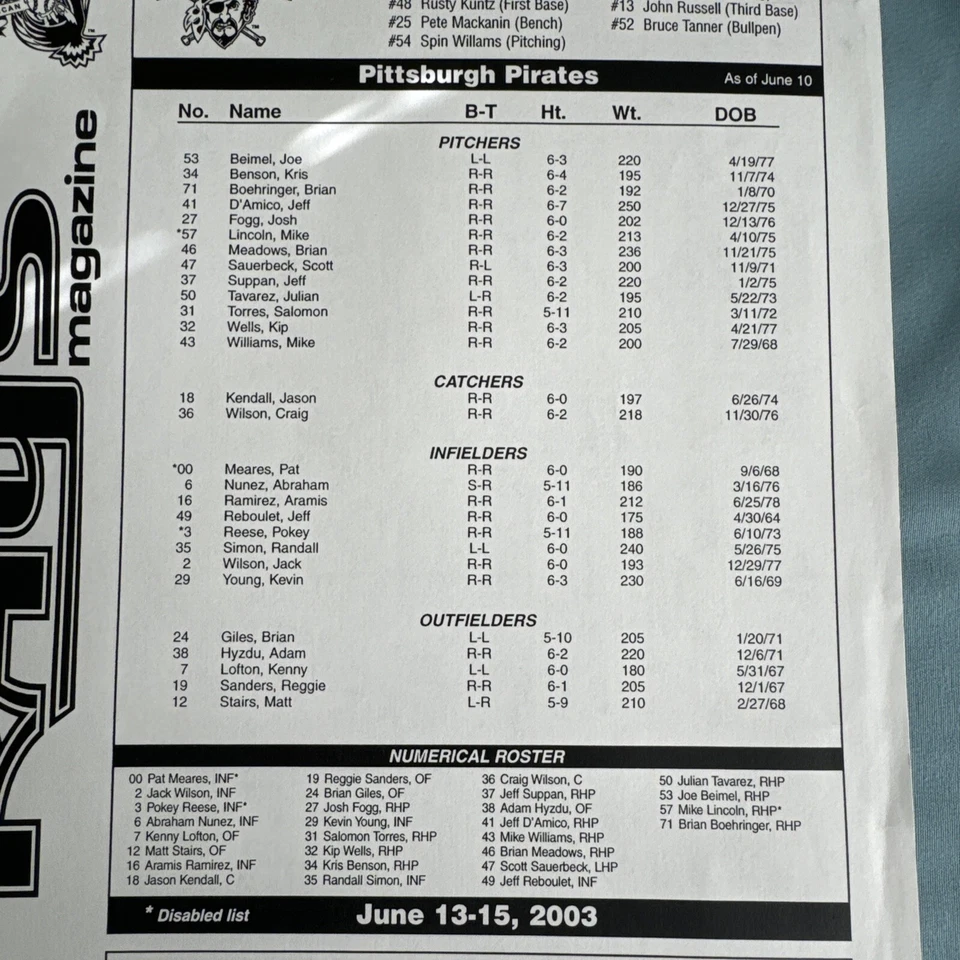 CAN
magazine
#48 Rusty Kuntz (First Base) #13 John Russell (Third Base)
#25 Pete Mackanin (Bench) #52 Bruce Tanner (Bullpen)
#54 Spin Willams (Pitching)
Pittsburgh Pirates As of June 10
No. Name B-T Ht. Wt. DOB
PITCHERS
53 Beimel, Joe L-L 6-3 220 4/19/77
34 Benson, Kris R-R 6-4 195 11/7/74
71 Boehringer, Brian R-R 6-2 192 1/8/70
41 D'Amico, Jeff R-R 6-7 250 12/27/75
27 Fogg, Josh R-R 6-0 202 12/13/76
*57 Lincoln, Mike R-R 6-2 213 4/10/75
46 Meadows, Brian R-R 6-3 236 11/21/75
47 Sauerbeck, Scott R-L 6-3 200 11/9/71
37 Suppan, Jeff R-R 6-2 220 1/2/75
50 Tavarez, Julian L-R 6-2 195 5/22/73
31 Torres, Salomon R-R 5-11 210 3/11/72
32 Wells, Kip R-R 6-3 205 4/21/77
43 Williams, Mike R-R 6-2 200 7/29/68
CATCHERS
18 Kendall, Jason R-R 6-0 197 6/26/74
36 Wilson, Craig R-R 6-2 218 11/30/76
INFIELDERS
*00 Meares, Pat R-R 6-0 190 9/6/68
6 Nunez, Abraham S-R 5-11 186 3/16/76
16 Ramirez, Aramis R-R 6-1 212 6/25/78
49 Reboulet, Jeff R-R 6-0 175 4/30/64
*3 Reese, Pokey R-R 5-11 188 6/10/73
35 Simon, Randall L-L 6-0 240 5/26/75
2 Wilson, Jack R-R 6-0 193 12/29/77
29 Young, Kevin R-R 6-3 230 6/16/69
OUTFIELDERS
24 Giles, Brian L-L 5-10 205 1/20/71
38 Hyzdu, Adam R-R 6-2 220 12/6/71
7 Lofton, Kenny L-L 6-0 180 5/31/67
19 Sanders, Reggie R-R 6-1 205 12/1/67
12 Stairs, Matt L-R 5-9 210 2/27/68
NUMERICAL ROSTER
00 Pat Meares, INF* 19 Reggie Sanders, OF 36 Craig Wilson, C 50 Julian Tavarez, RHP
2 Jack Wilson, INF 24 Brian Giles, OF 37 Jeff Suppan, RHP 53 Joe Beimel, RHP
3 Pokey Reese, INF* 27 Josh Fogg, RHP 38 Adam Hyzdu, OF 57 Mike Lincoln, RHP*
6 Abraham Nunez, INF 29 Kevin Young, INF 41 Jeff D'Amico, RHP 71 Brian Boehringer, RHP
7 Kenny Lofton, OF 31 Salomon Torres, RHP 43 Mike Williams, RHP
12 Matt Stairs, OF 32 Kip Wells, RHP 46 Brian Meadows, RHP
16 Aramis Ramirez, INF 34 Kris Benson, RHP 47 Scott Sauerbeck, LHP
18 Jason Kendall, C 35 Randall Simon, INF 49 Jeff Reboulet, INF
* Disabled list June 13-15, 2003